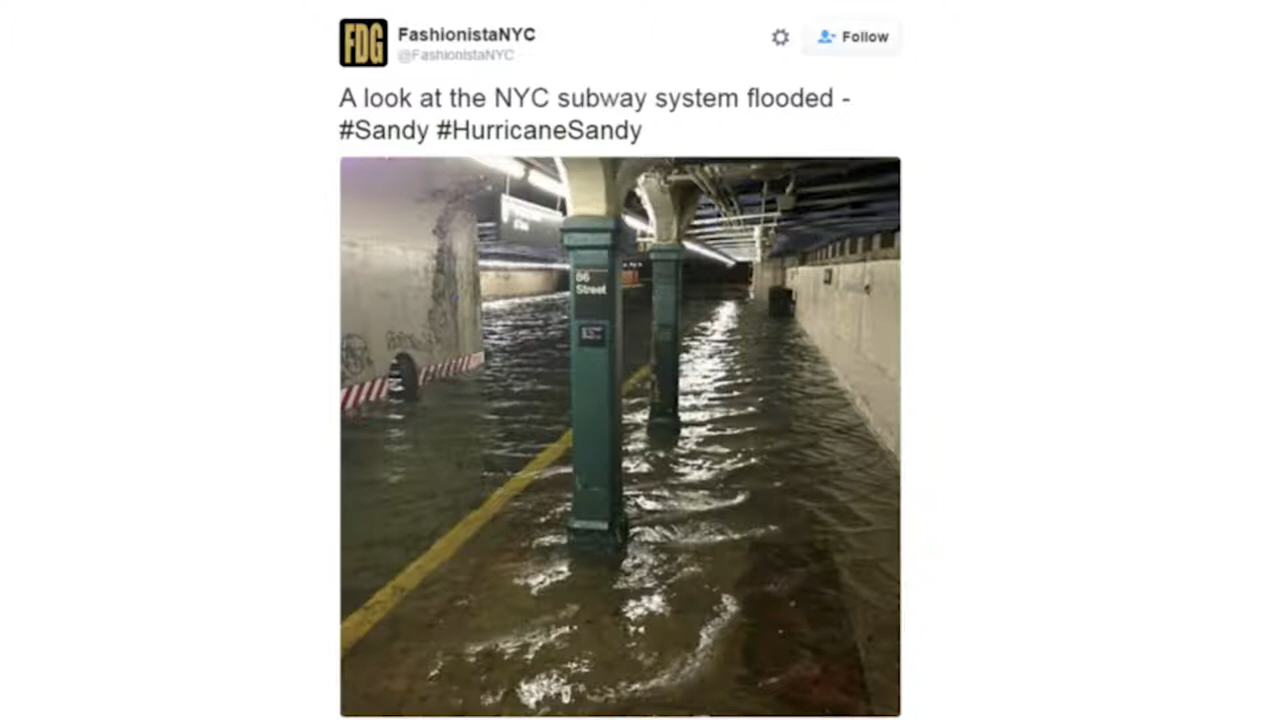 FDG
FashionistaNYC
@FashionistaNYC
Follow
A look at the NYC subway system flooded -
#Sandy #HurricaneSandy
86
Street